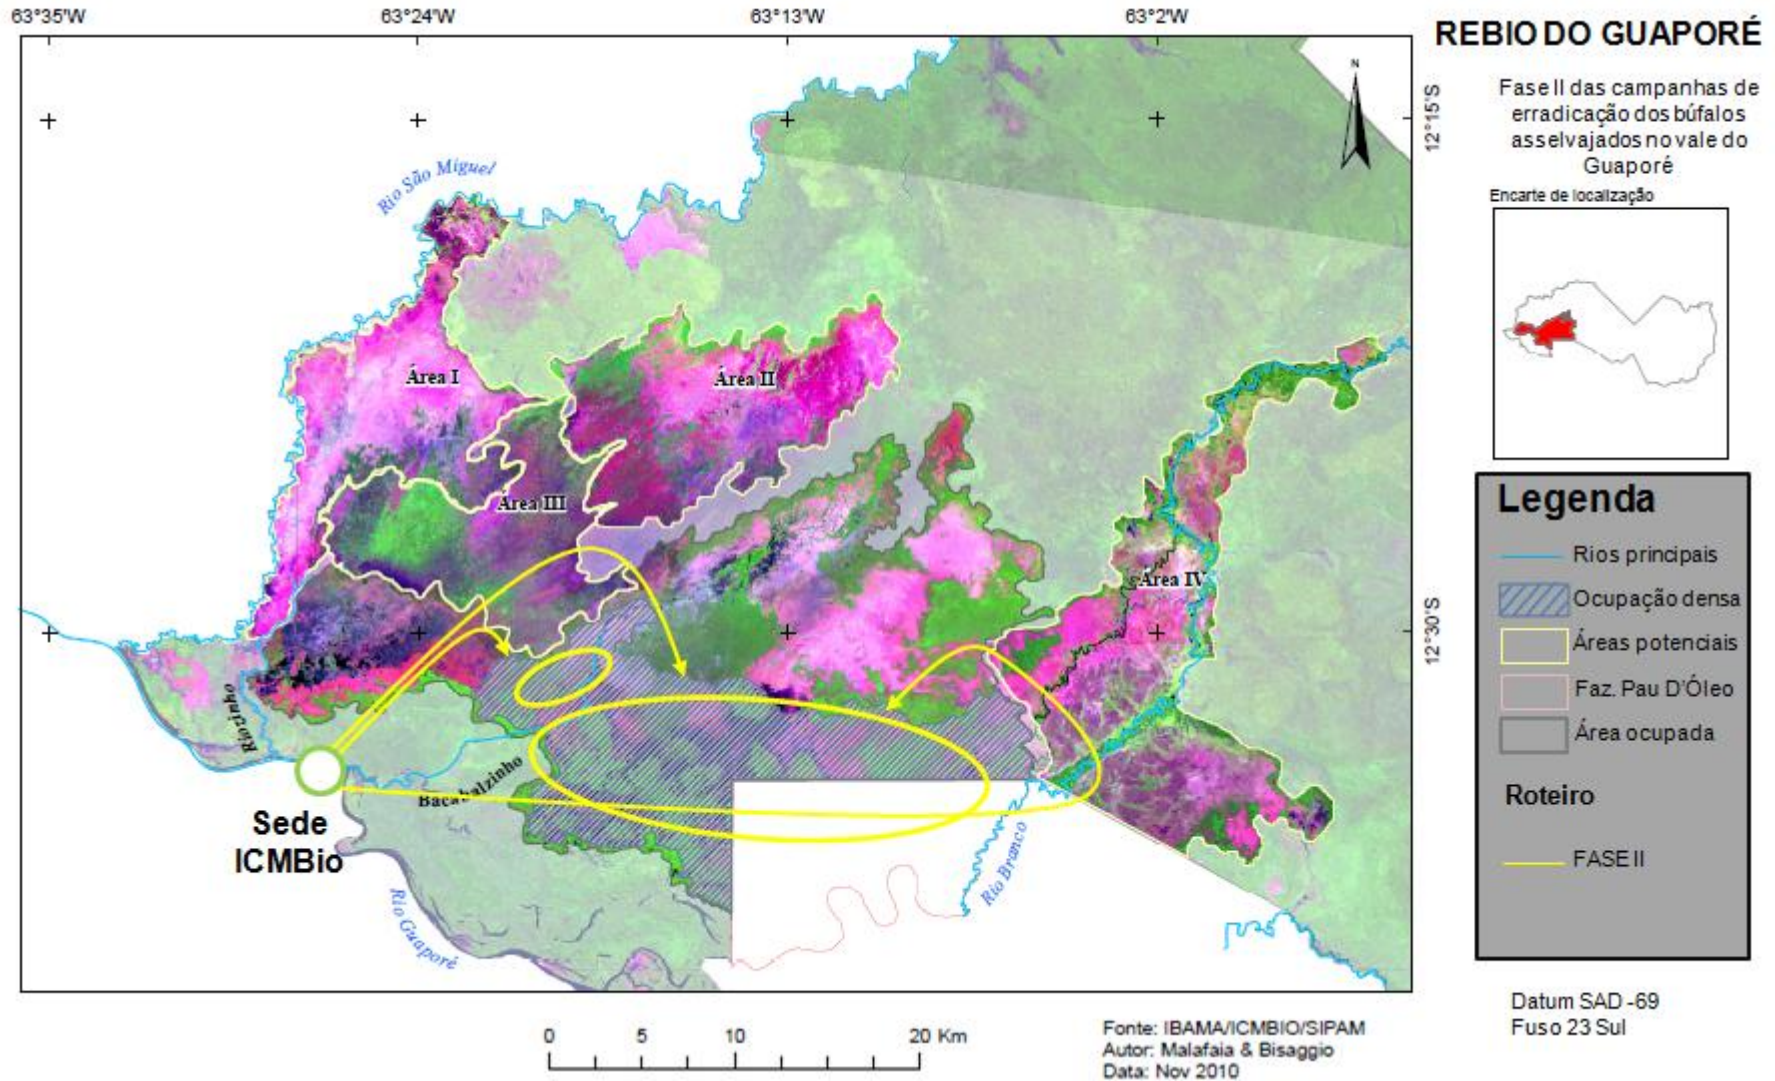 63°35'W
63°24'W
63°13'W
63°2'W
REBIO DO GUAPORÉ
Fase II das campanhas de
erradicação dos búfalos
asselvajados no vale do
Guaporé
Encarte de localização
N
12°15'S
12°30'S
Rio São Miguel
Área I
Área II
Área III
Área IV
Riozinho
Bacabalzinho
Sede
ICMBio
Rio Guaporé
Rio Branco
Legenda
Rios principais
Ocupação densa
Áreas potenciais
Faz. Pau D'Óleo
Área ocupada
Roteiro
FASE II
Datum SAD -69
Fuso 23 Sul
0 5 10 20 Km
Fonte: IBAMA/ICMBIO/SIPAM
Autor: Malafaia & Bisaggio
Data: Nov 2010